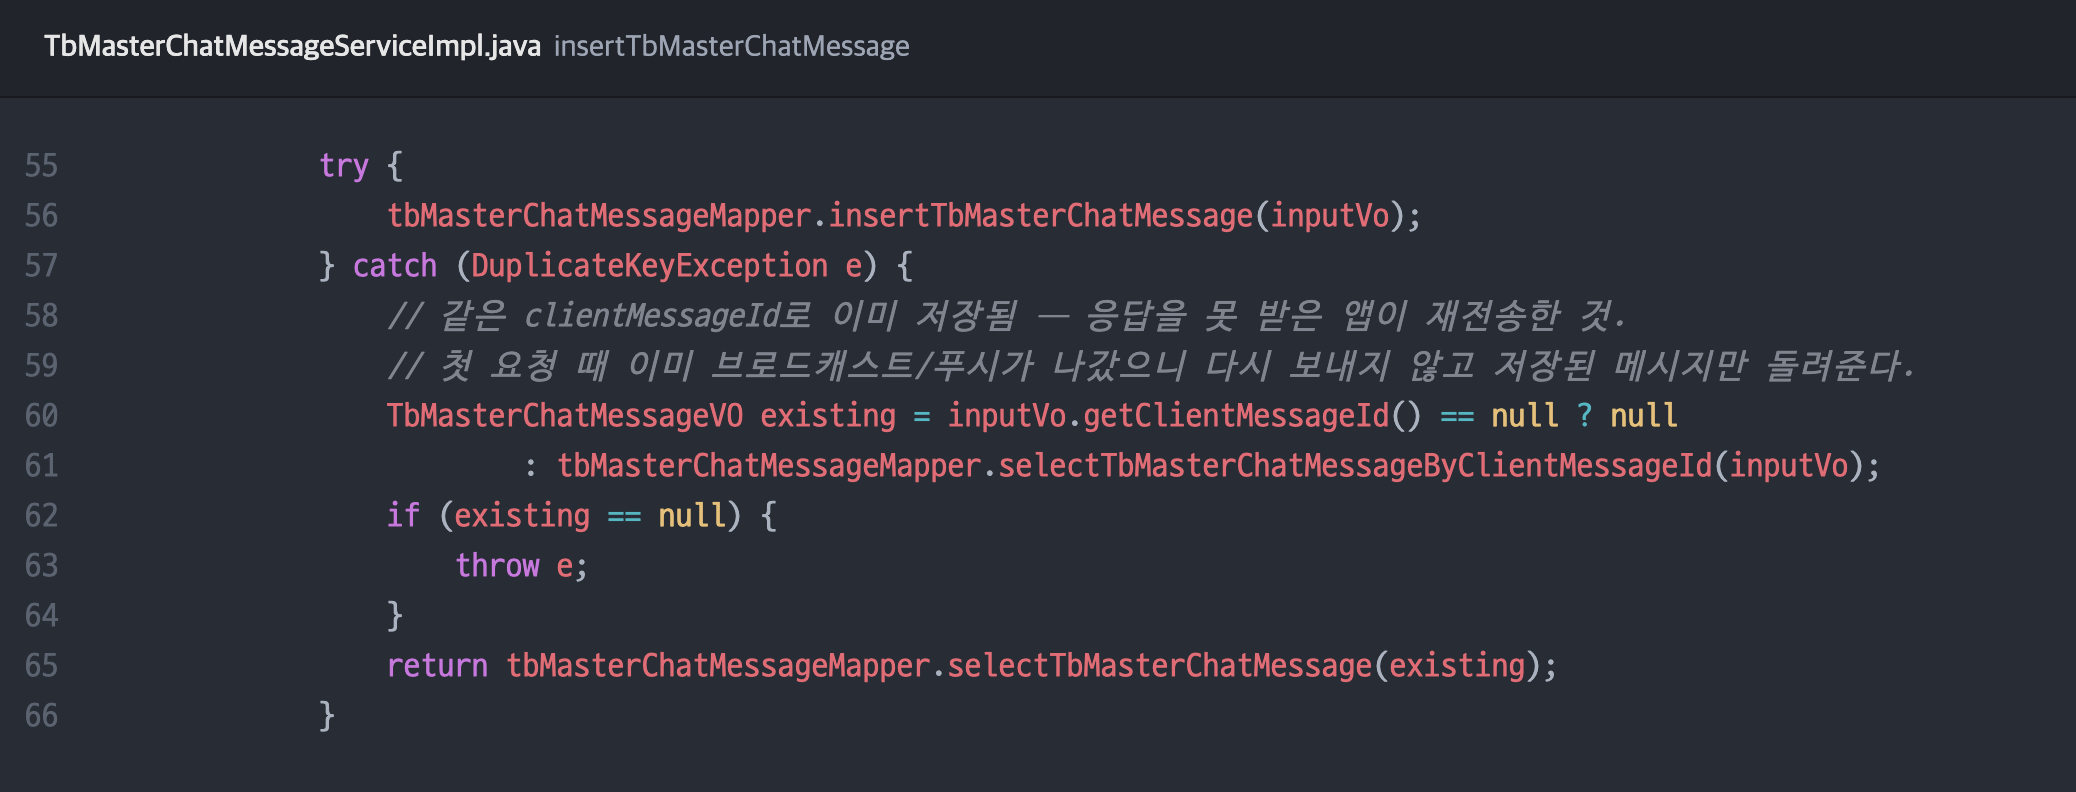 TbMasterChatMessageServiceImpl.java insertTbMasterChatMessage
55 try {
56 tbMasterChatMessageMapper.insertTbMasterChatMessage(inputVo);
57 } catch (DuplicateKeyException e) {
58 // 같은 clientMessageId로 이미 저장됨 — 응답을 못 받은 앱이 재전송한 것.
59 // 첫 요청 때 이미 브로드캐스트/푸시가 나갔으니 다시 보내지 않고 저장된 메시지만 돌려준다.
60 TbMasterChatMessageVO existing = inputVo.getClientMessageId() == null ? null
61 : tbMasterChatMessageMapper.selectTbMasterChatMessageByClientMessageId(inputVo);
62 if (existing == null) {
63 throw e;
64 }
65 return tbMasterChatMessageMapper.selectTbMasterChatMessage(existing);
66 }